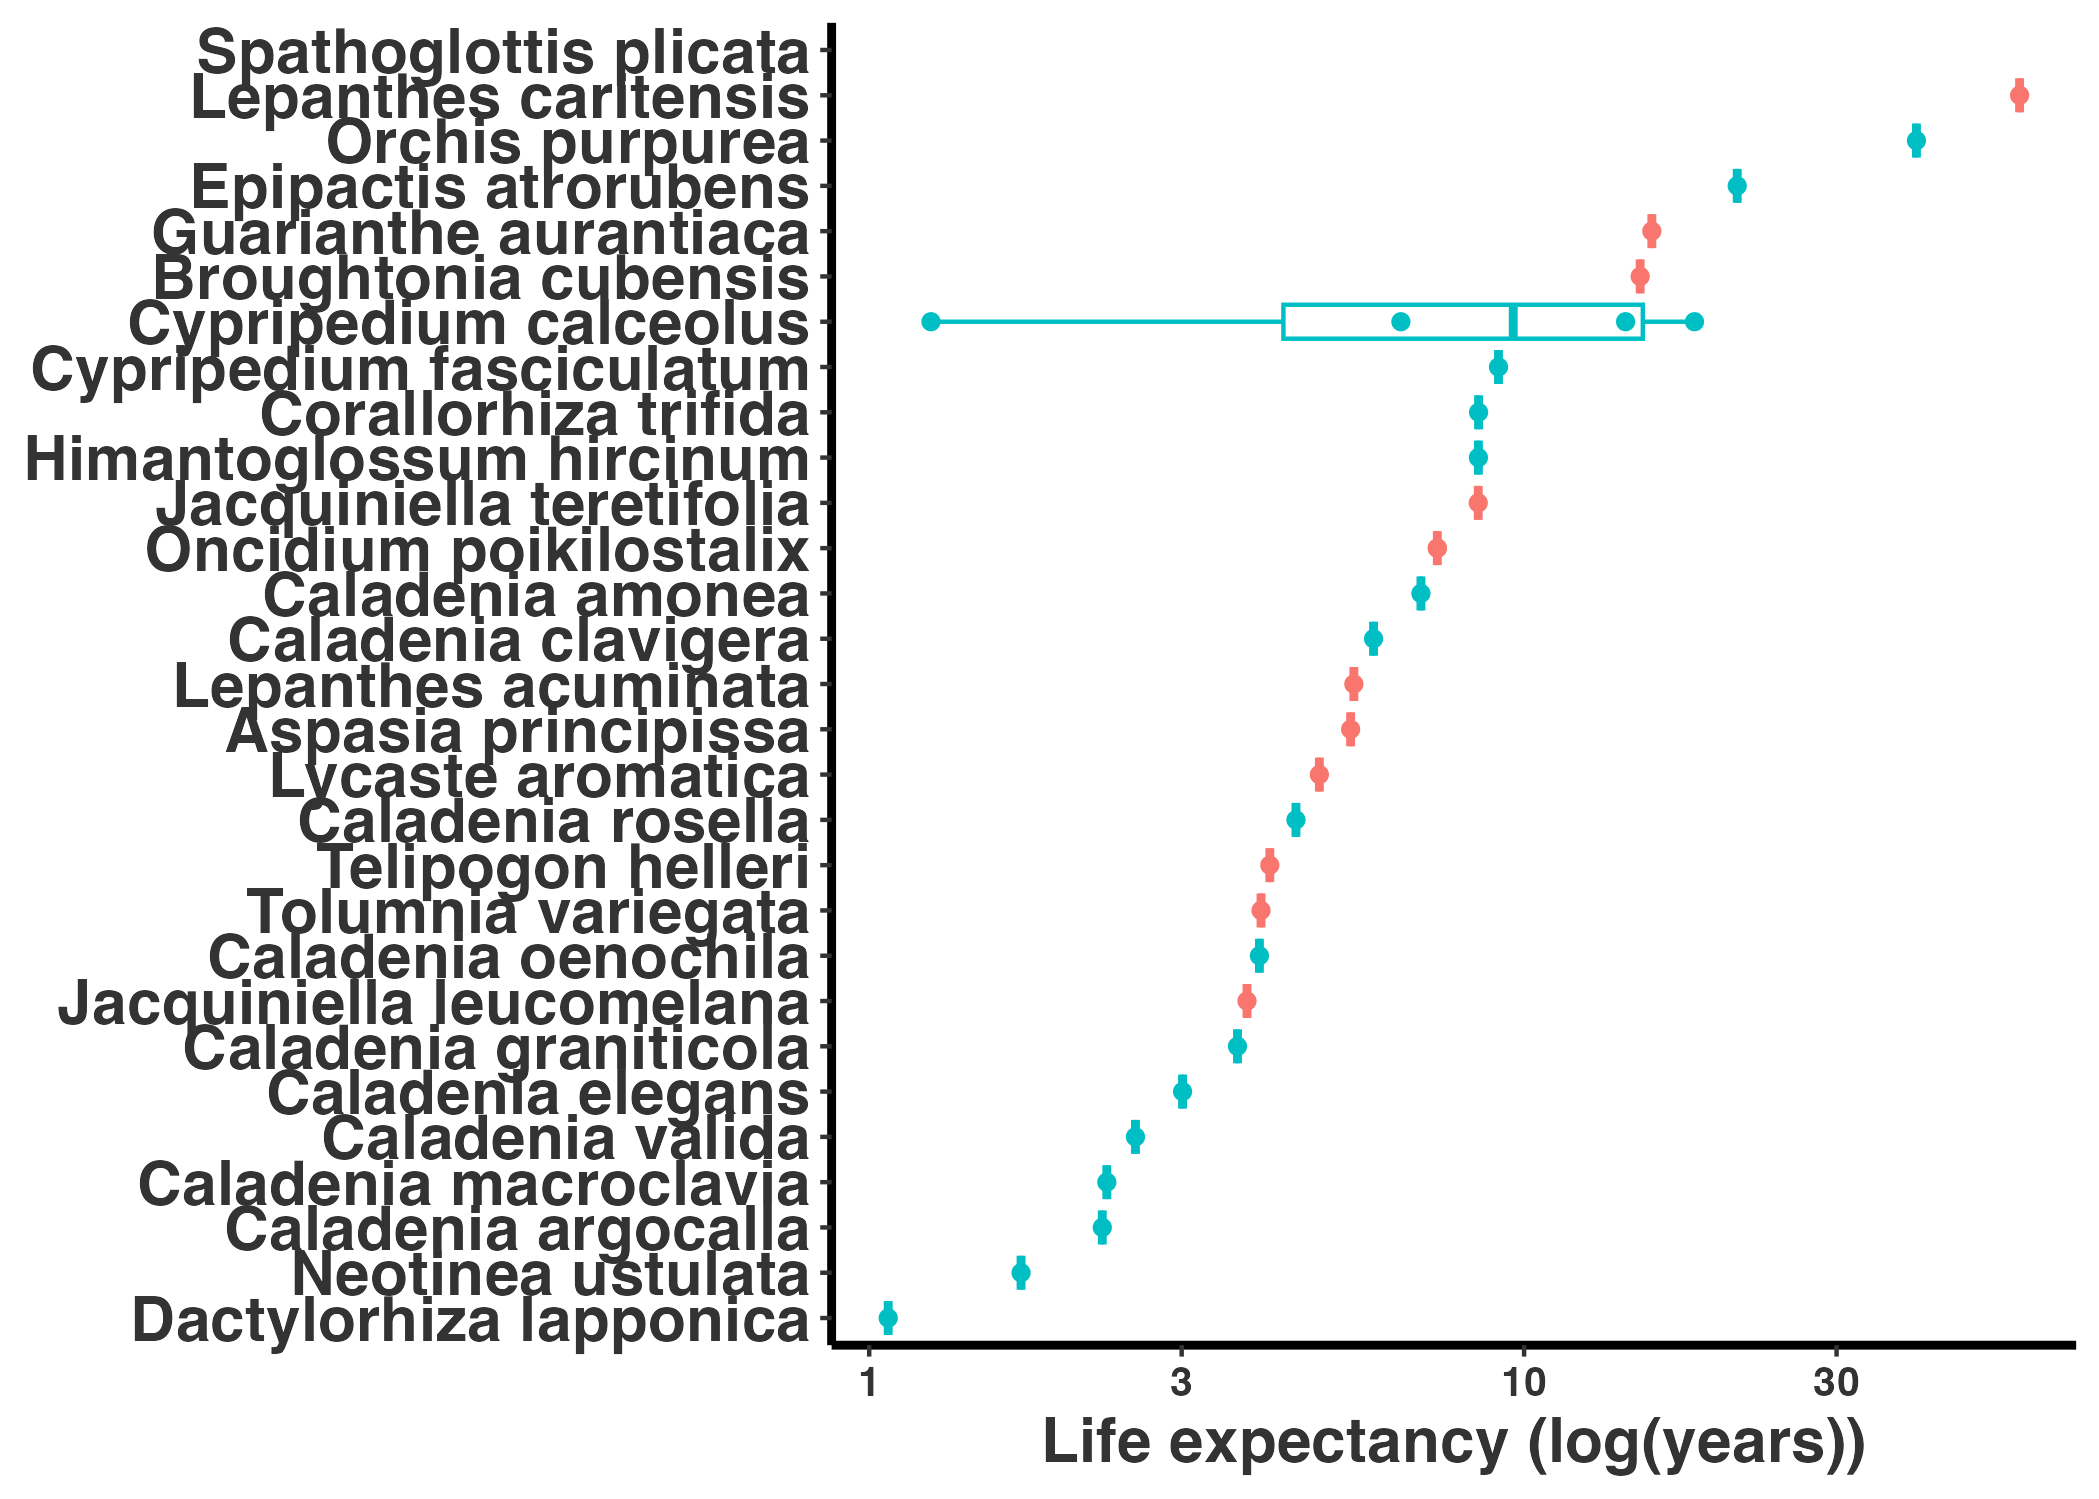 Spathoglottis plicata
Lepanthes caritensis
Orchis purpurea
Epipactis atrorubens
Guarianthe aurantiaca
Broughtonia cubensis
Cypripedium calceolus
Cypripedium fasciculatum
Corallorhiza trifida
Himantoglossum hircinum
Jacquiniella teretifolia
Oncidium poikilostalix
Caladenia amonea
Caladenia clavigera
Lepanthes acuminata
Aspasia principissa
Lycaste aromatica
Caladenia rosella
Telipogon helleri
Tolumnia variegata
Caladenia oenochila
Jacquiniella leucomelana
Caladenia graniticola
Caladenia elegans
Caladenia valida
Caladenia macroclavia
Caladenia argocalla
Neotinea ustulata
Dactylorhiza lapponica
1 3 10 30
Life expectancy (log(years))